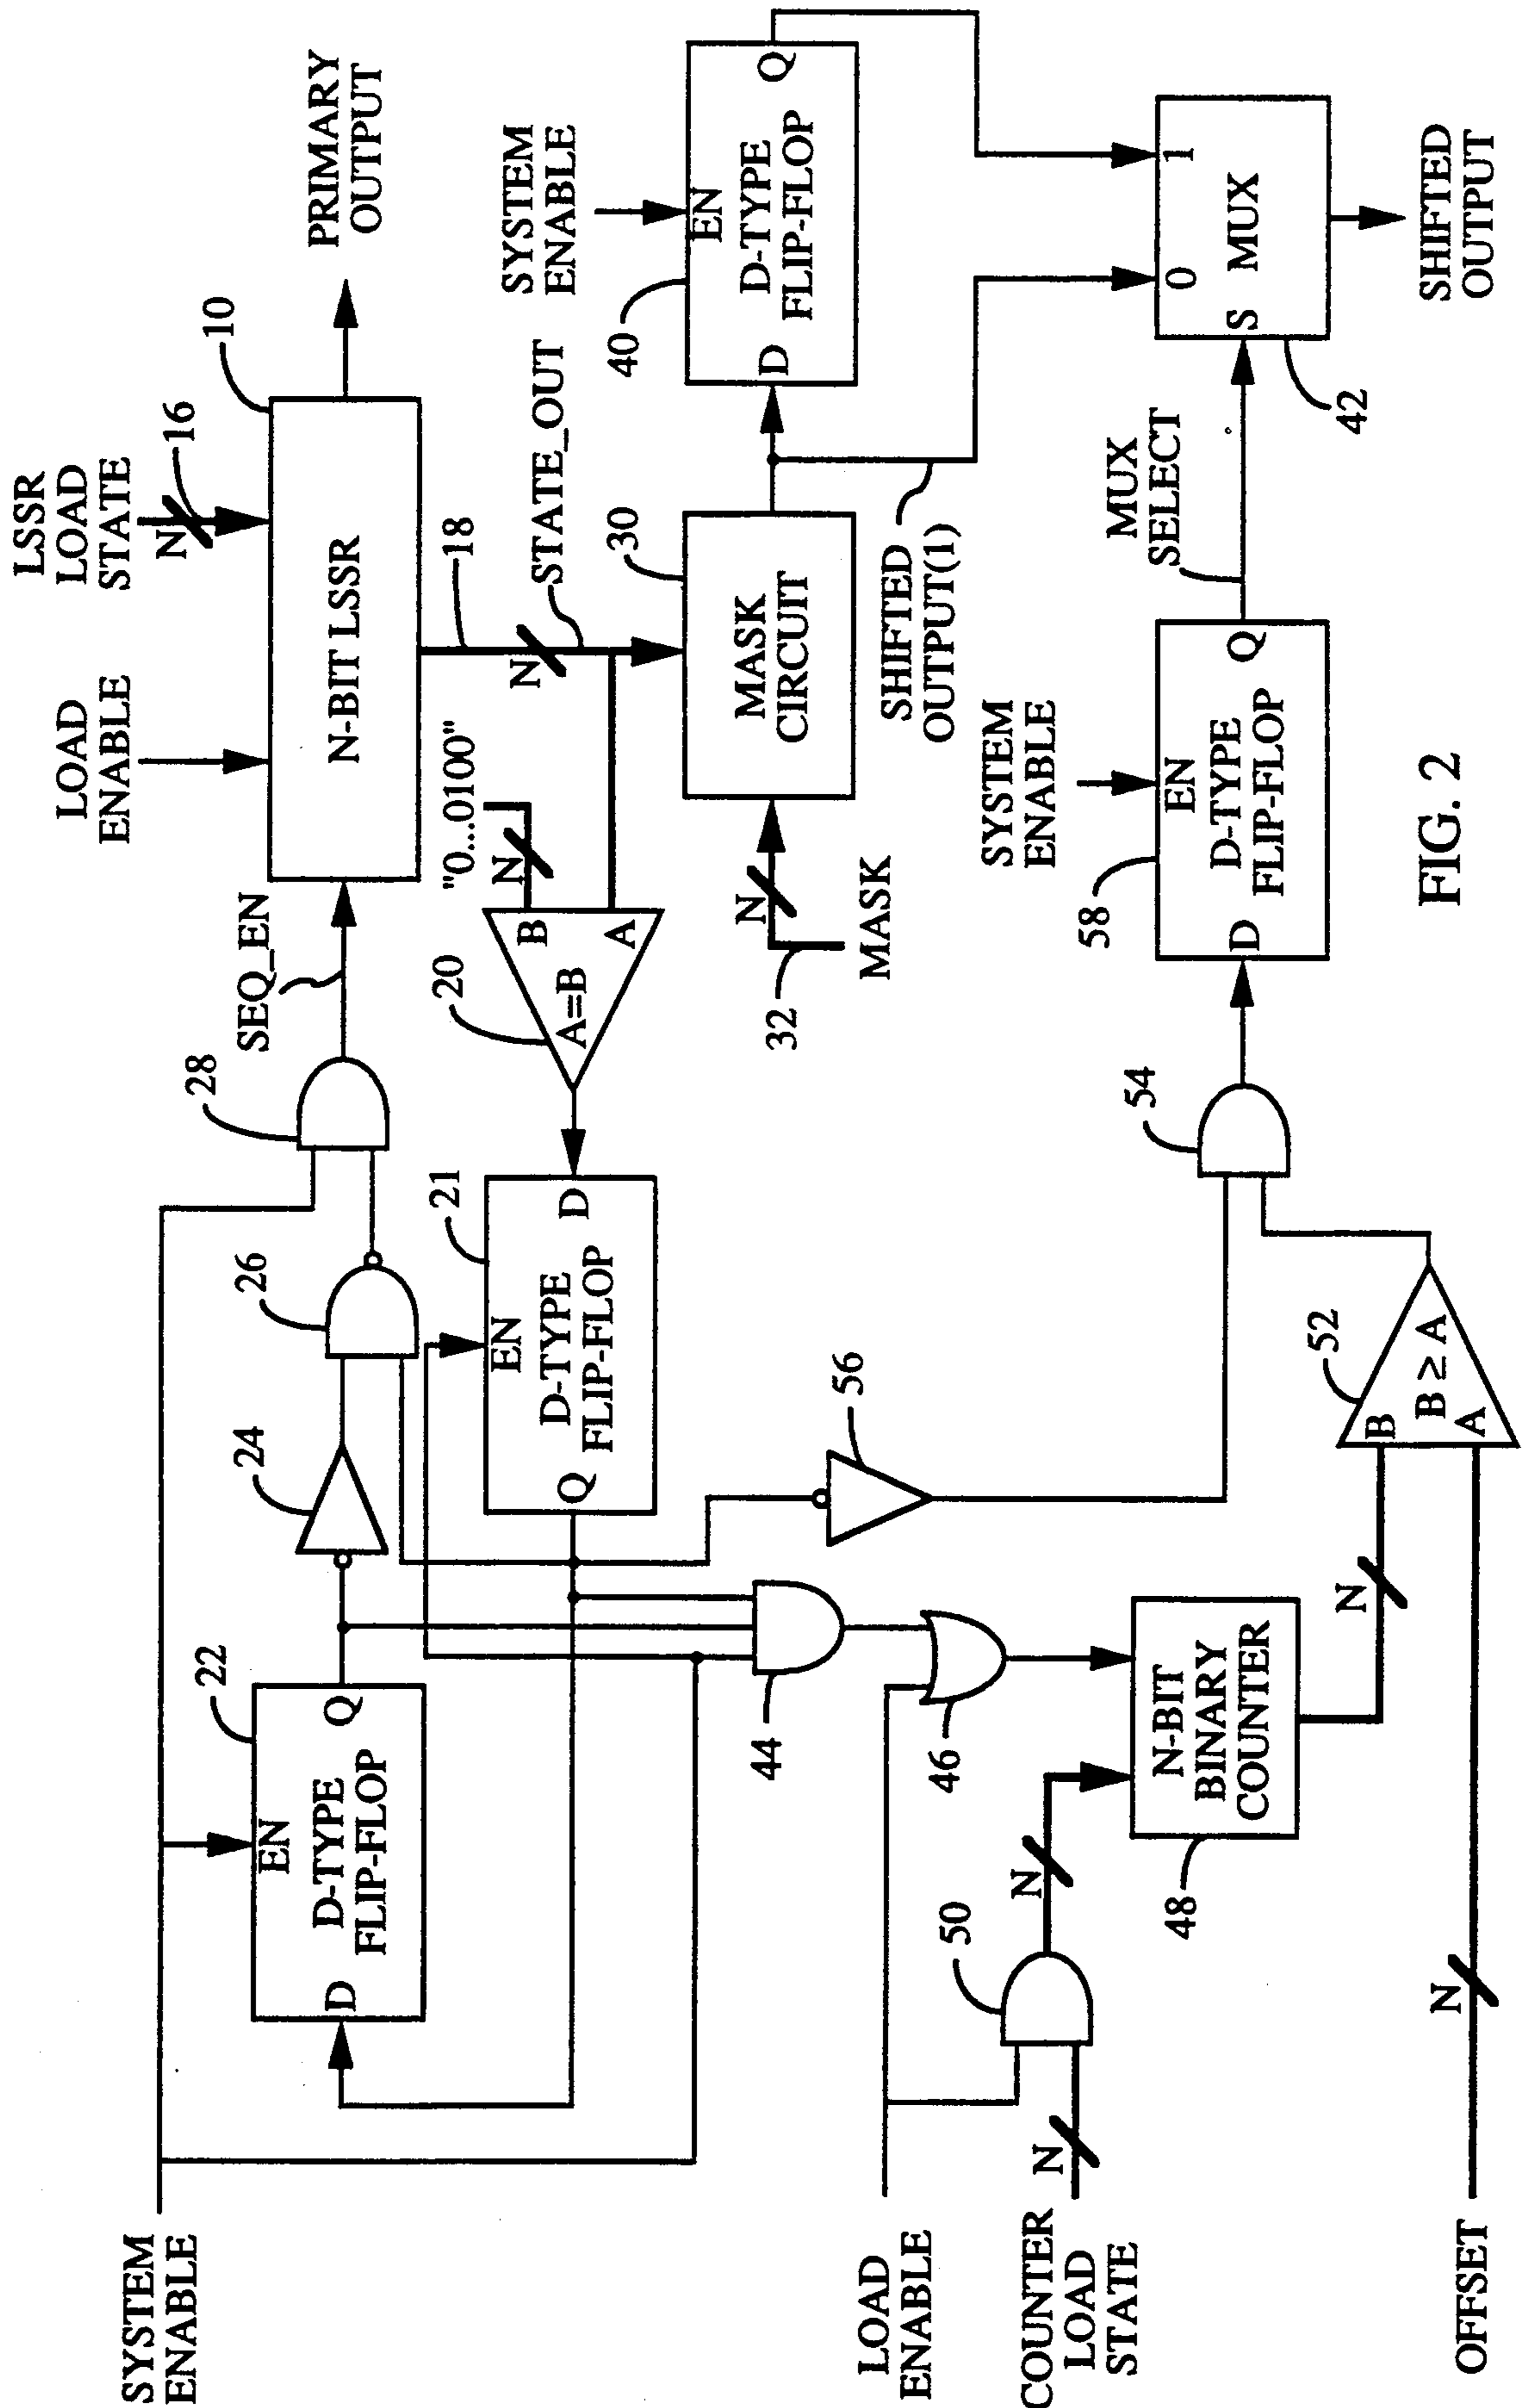 SYSTEM
ENABLE
22
D
EN
D-TYPE
FLIP-FLOP
Q
24
26
28
SEQ_EN
LOAD
ENABLE
LSSR
LOAD
STATE
N
16
10
N-BIT LSSR
PRIMARY
OUTPUT
18
N
STATE_OUT
"0...0100"
N
B
A
A=B
20
21
EN
D
D-TYPE
FLIP-FLOP
Q
30
MASK
CIRCUIT
N
32
MASK
SHIFTED
OUTPUT(1)
SYSTEM
ENABLE
40
EN
D
D-TYPE
FLIP-FLOP
Q
44
46
56
LOAD
ENABLE
COUNTER
LOAD
STATE
N
50
N
N-BIT
BINARY
COUNTER
48
N
OFFSET
N
B
B ≥ A
A
52
54
SYSTEM
ENABLE
58
EN
D
D-TYPE
FLIP-FLOP
Q
MUX
SELECT
0
1
S
MUX
42
SHIFTED
OUTPUT
FIG. 2